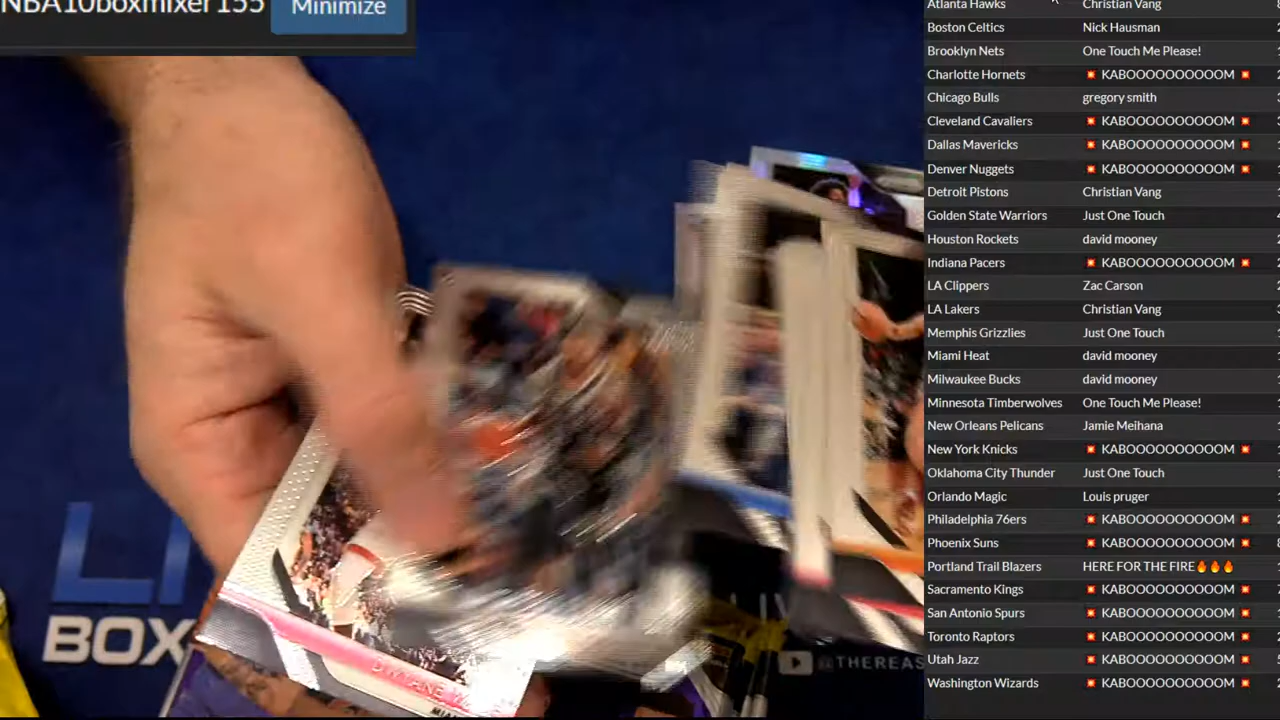 NBA10boxmixer155 Minimize
Atlanta Hawks Christian Vang
Boston Celtics Nick Hausman
Brooklyn Nets One Touch Me Please!
Charlotte Hornets 💥 KABOOOOOOOOOOM 💥
Chicago Bulls gregory smith
Cleveland Cavaliers 💥 KABOOOOOOOOOOM 💥
Dallas Mavericks 💥 KABOOOOOOOOOOM 💥
Denver Nuggets 💥 KABOOOOOOOOOOM 💥
Detroit Pistons Christian Vang
Golden State Warriors Just One Touch
Houston Rockets david mooney
Indiana Pacers 💥 KABOOOOOOOOOOM 💥
LA Clippers Zac Carson
LA Lakers Christian Vang
Memphis Grizzlies Just One Touch
Miami Heat david mooney
Milwaukee Bucks david mooney
Minnesota Timberwolves One Touch Me Please!
New Orleans Pelicans Jamie Meihana
New York Knicks 💥 KABOOOOOOOOOOM 💥
Oklahoma City Thunder Just One Touch
Orlando Magic Louis pruger
Philadelphia 76ers 💥 KABOOOOOOOOOOM 💥
Phoenix Suns 💥 KABOOOOOOOOOOM 💥
Portland Trail Blazers HERE FOR THE FIRE🔥🔥🔥
Sacramento Kings 💥 KABOOOOOOOOOOM 💥
San Antonio Spurs 💥 KABOOOOOOOOOOM 💥
Toronto Raptors 💥 KABOOOOOOOOOOM 💥
Utah Jazz 💥 KABOOOOOOOOOOM 💥
Washington Wizards 💥 KABOOOOOOOOOOM 💥
LI
BOX
@THEREAS
DWYANE